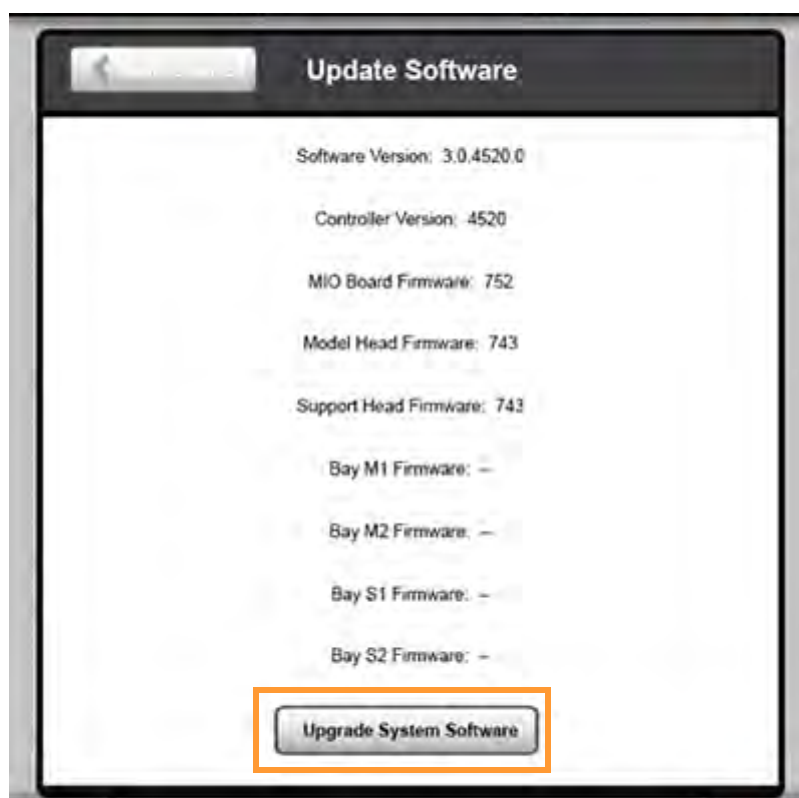 Update Software
Software Version: 3.0.4520.0
Controller Version: 4520
MIO Board Firmware: 752
Model Head Firmware: 743
Support Head Firmware: 743
Bay M1 Firmware: –
Bay M2 Firmware: –
Bay S1 Firmware: –
Bay S2 Firmware: –
Upgrade System Software